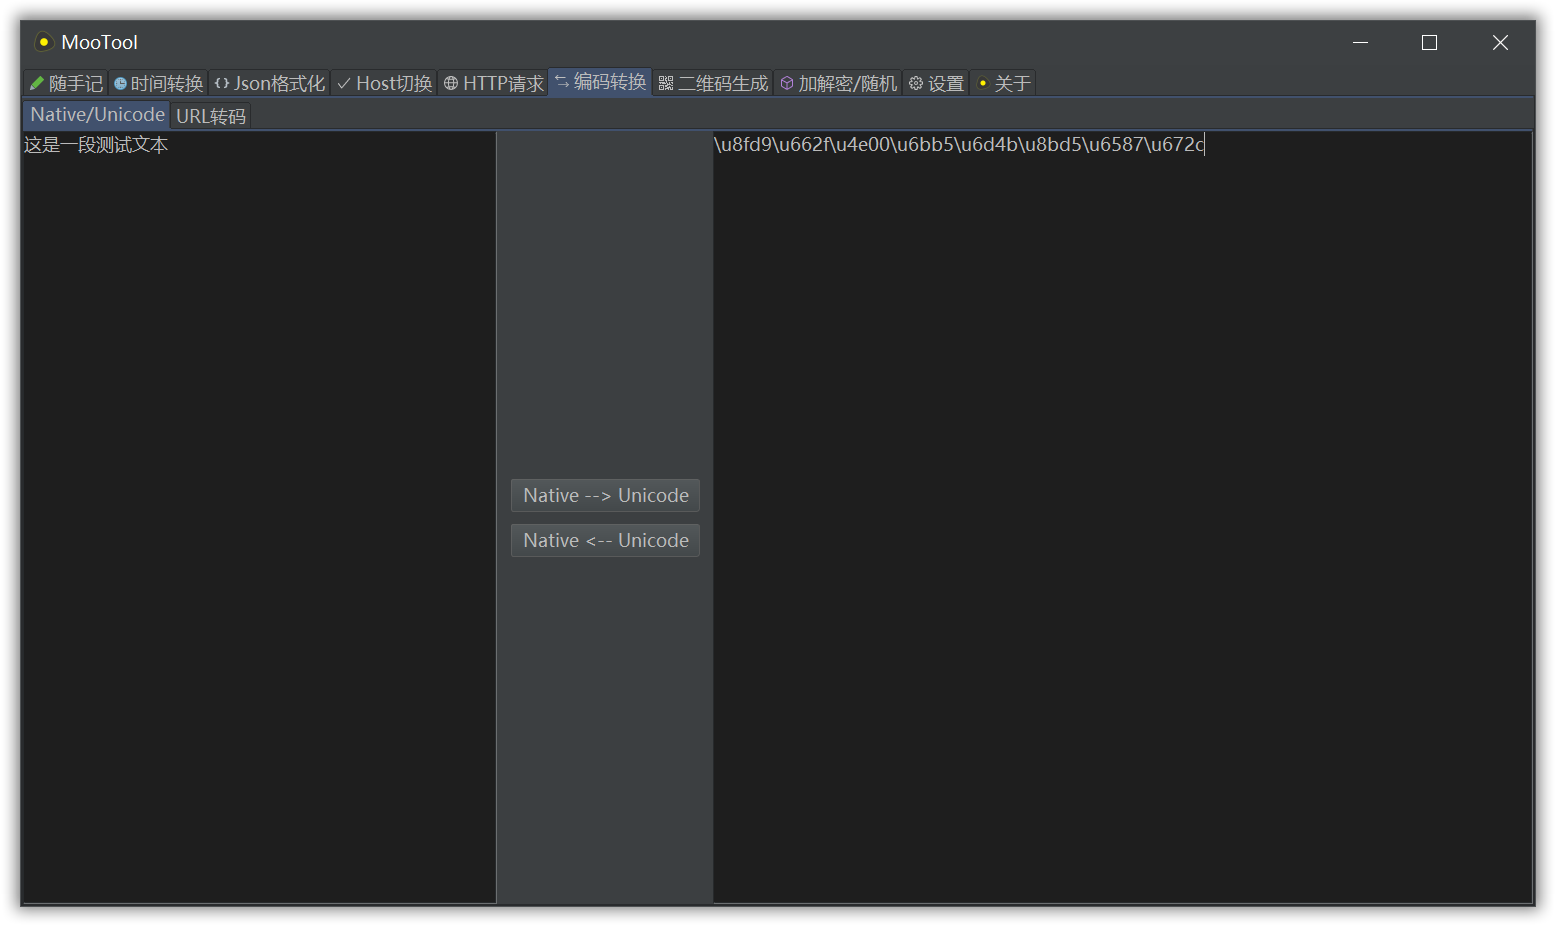 MooTool
随手记 时间转换 Json格式化 Host切换 HTTP请求 编码转换 二维码生成 加解密/随机 设置 关于
Native/Unicode URL转码
这是一段测试文本
\u8fd9\u662f\u4e00\u6bb5\u6d4b\u8bd5\u6587\u672c
Native --> Unicode
Native <-- Unicode